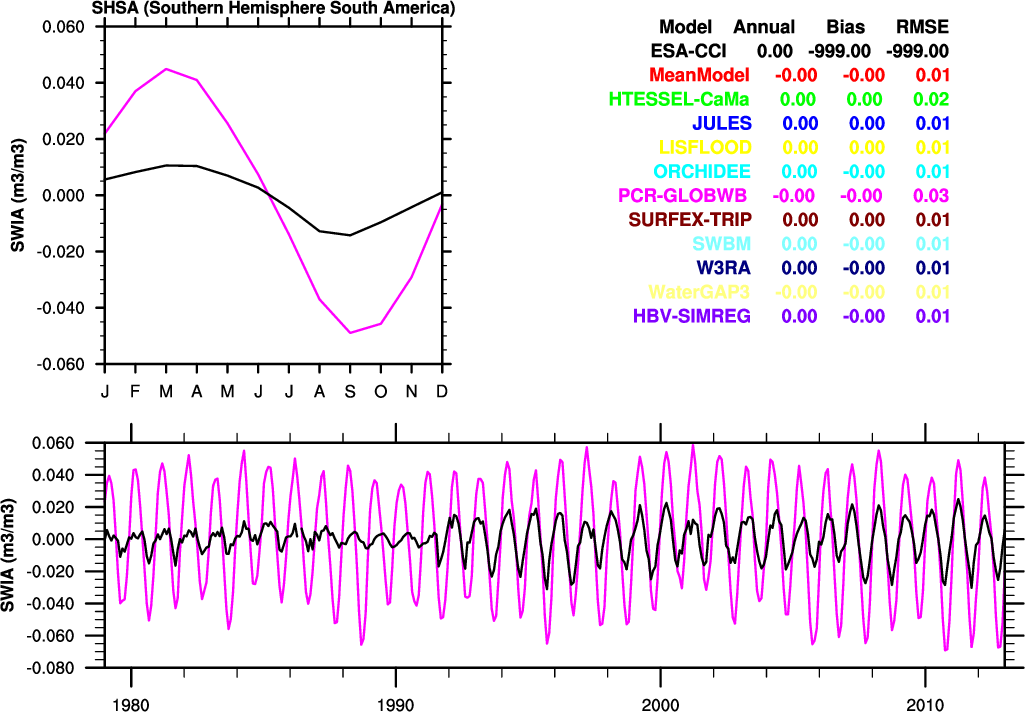 SHSA (Southern Hemisphere South America)
0.060
0.040
0.020
0.000
-0.020
-0.040
-0.060
SWIA (m3/m3)
J F M A M J J A S O N D
Model Annual Bias RMSE
ESA-CCI 0.00 -999.00 -999.00
MeanModel -0.00 -0.00 0.01
HTESSEL-CaMa 0.00 0.00 0.02
JULES 0.00 0.00 0.01
LISFLOOD 0.00 0.00 0.01
ORCHIDEE 0.00 -0.00 0.01
PCR-GLOBWB -0.00 -0.00 0.03
SURFEX-TRIP 0.00 0.00 0.01
SWBM 0.00 -0.00 0.01
W3RA 0.00 -0.00 0.01
WaterGAP3 -0.00 -0.00 0.01
HBV-SIMREG 0.00 -0.00 0.01
0.060
0.040
0.020
0.000
-0.020
-0.040
-0.060
-0.080
SWIA (m3/m3)
1980 1990 2000 2010